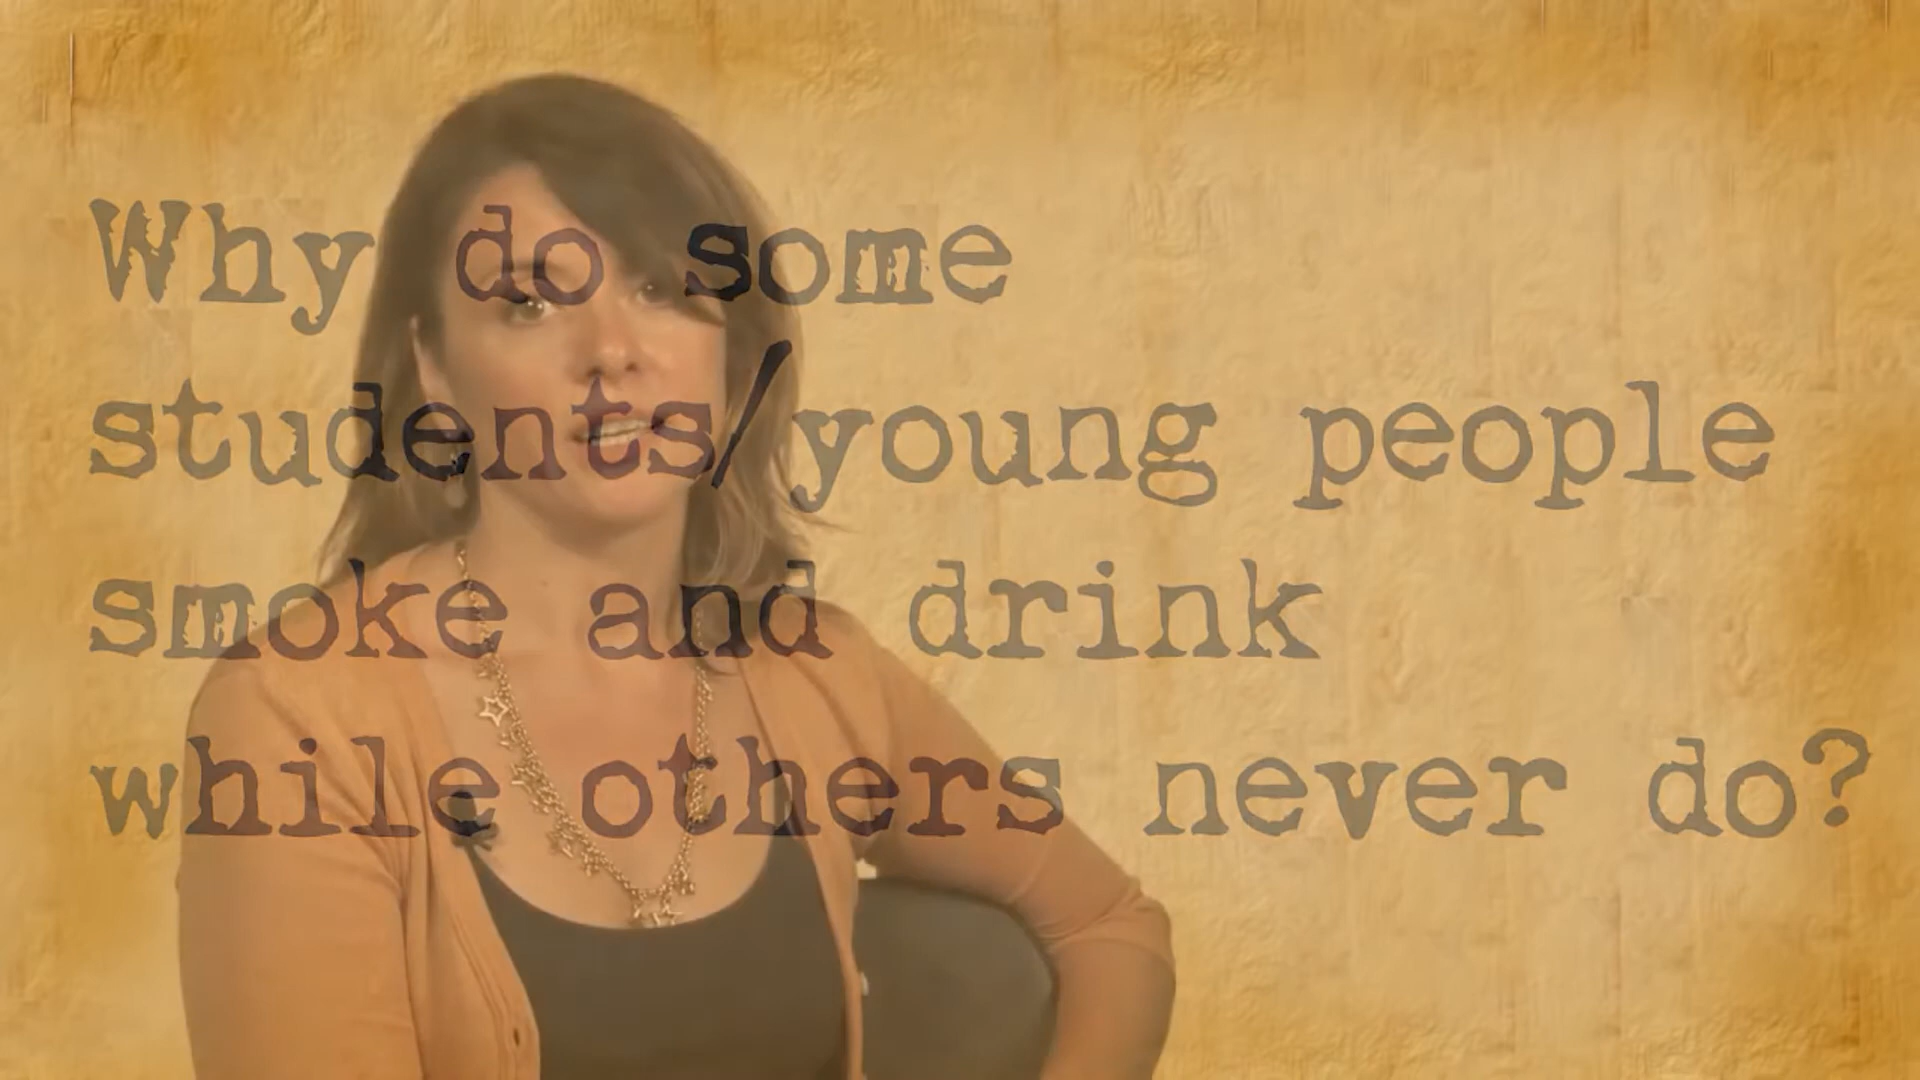 Why do some
students/young people
smoke and drink
while others never do?